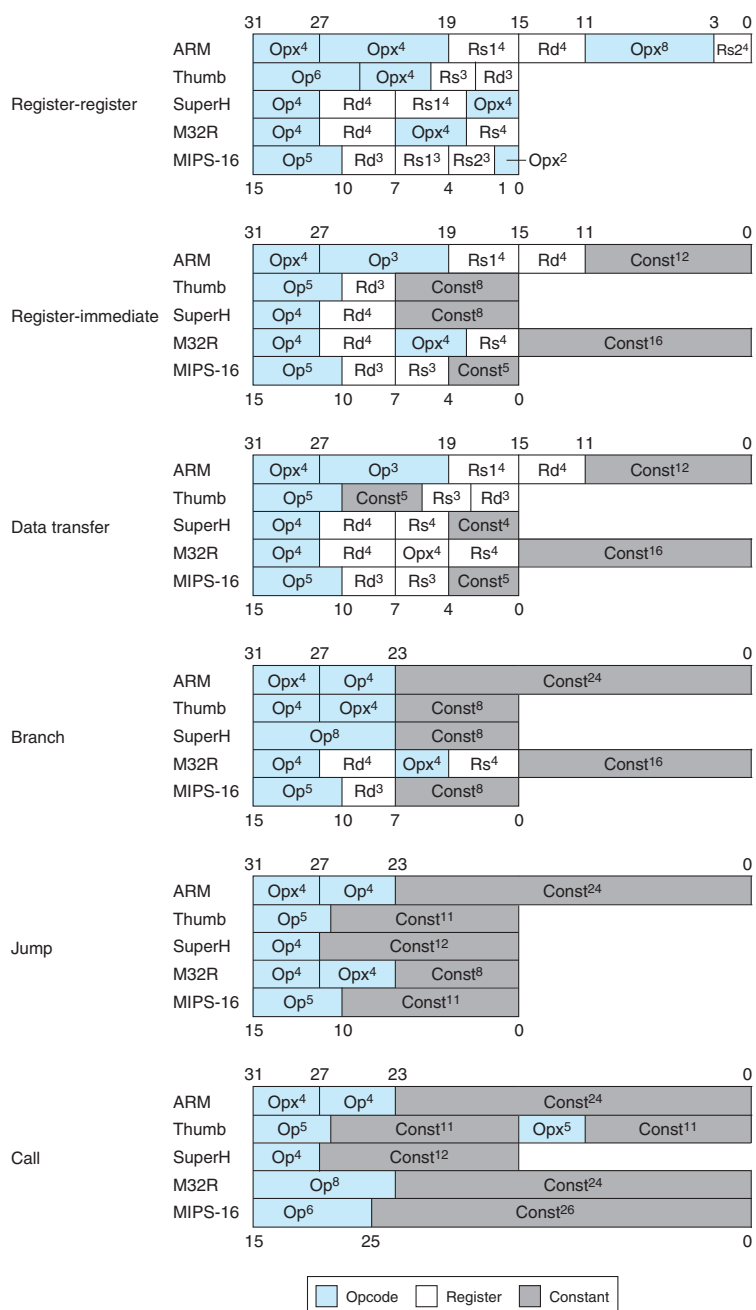 31 27 19 15 11 3 0
ARM Opx4 Opx4 Rs14 Rd4 Opx8 Rs24
Thumb Op6 Opx4 Rs3 Rd3
Register-register SuperH Op4 Rd4 Rs14 Opx4
M32R Op4 Rd4 Opx4 Rs4
MIPS-16 Op5 Rd3 Rs13 Rs23 Opx2
15 10 7 4 1 0
31 27 19 15 11 0
ARM Opx4 Op3 Rs14 Rd4 Const12
Thumb Op5 Rd3 Const8
Register-immediate SuperH Op4 Rd4 Const8
M32R Op4 Rd4 Opx4 Rs4 Const16
MIPS-16 Op5 Rd3 Rs3 Const5
15 10 7 4 0
31 27 19 15 11 0
ARM Opx4 Op3 Rs14 Rd4 Const12
Thumb Op5 Const5 Rs3 Rd3
Data transfer SuperH Op4 Rd4 Rs4 Const4
M32R Op4 Rd4 Opx4 Rs4 Const16
MIPS-16 Op5 Rd3 Rs3 Const5
15 10 7 4 0
31 27 23 0
ARM Opx4 Op4 Const24
Thumb Op4 Opx4 Const8
Branch SuperH Op8 Const8
M32R Op4 Rd4 Opx4 Rs4 Const16
MIPS-16 Op5 Rd3 Const8
15 10 7 0
31 27 23 0
ARM Opx4 Op4 Const24
Thumb Op5 Const11
Jump SuperH Op4 Const12
M32R Op4 Opx4 Const8
MIPS-16 Op5 Const11
15 10 0
31 27 23 0
ARM Opx4 Op4 Const24
Thumb Op5 Const11 Opx5 Const11
Call SuperH Op4 Const12
M32R Op8 Const24
MIPS-16 Op6 Const26
15 25 0
Opcode Register Constant